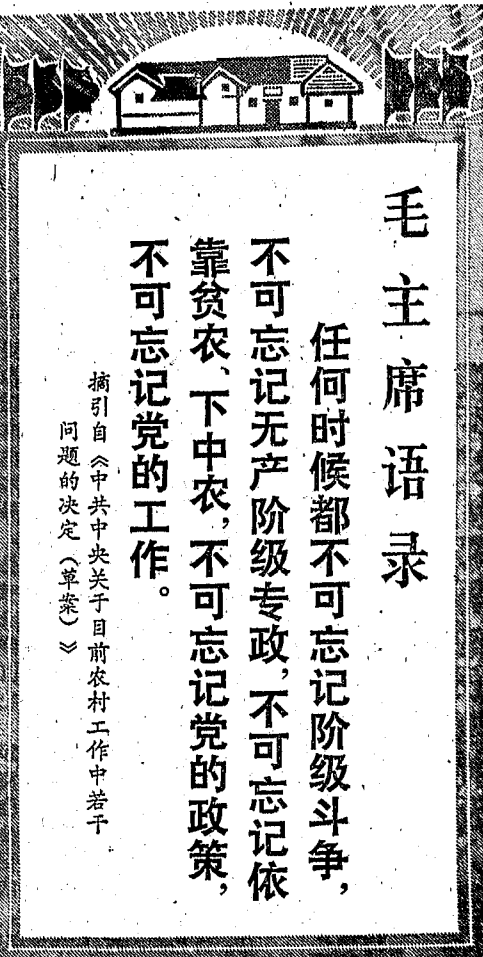 毛主席语录
任何时候都不可忘记阶级斗争，
不可忘记无产阶级专政，不可忘记依
靠贫农、下中农，不可忘记党的政策，
不可忘记党的工作。
摘引自《中共中央关于目前农村工作中若干
问题的决定（草案）》